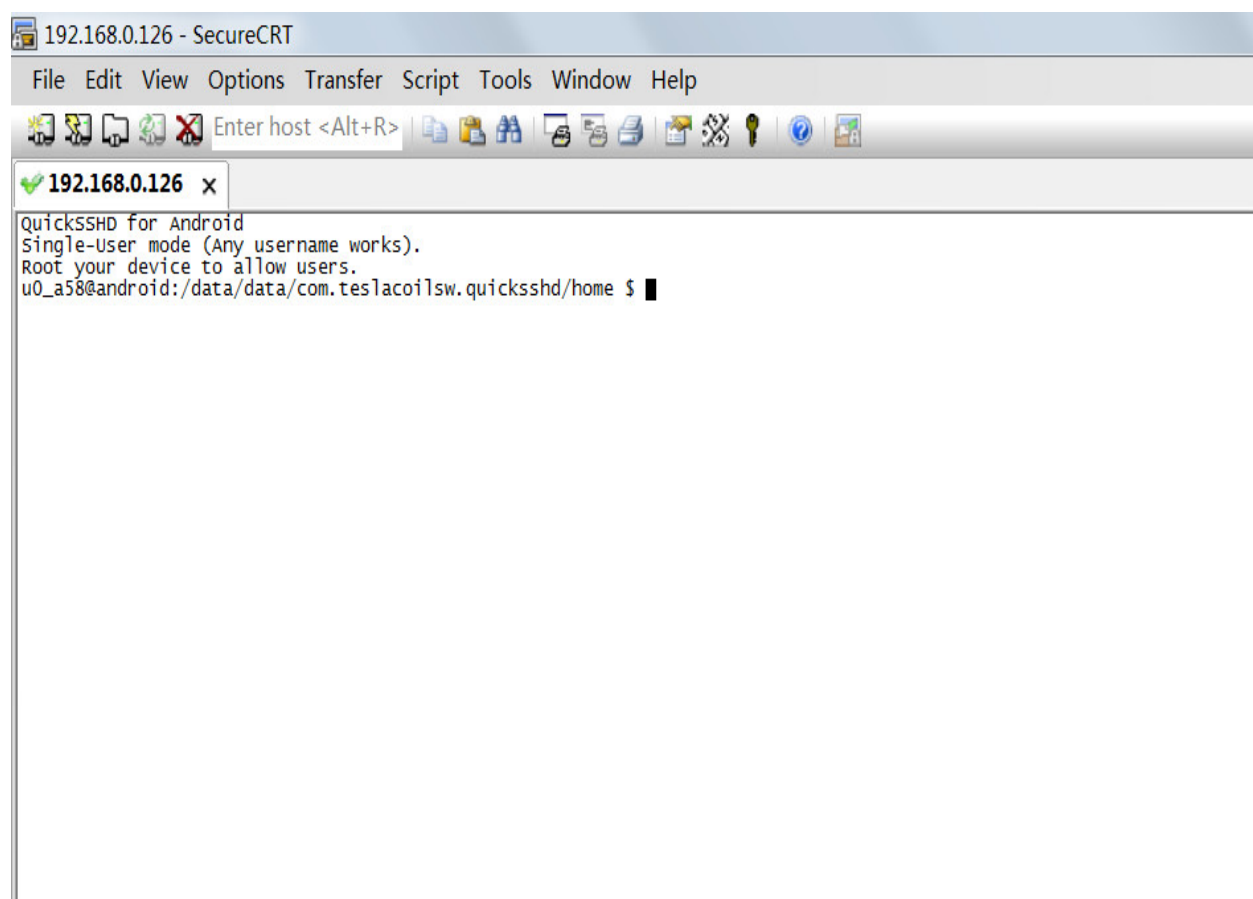 192.168.0.126 - SecureCRT
File Edit View Options Transfer Script Tools Window Help
Enter host <Alt+R>
192.168.0.126 x
QuickSSHD for Android
Single-User mode (Any username works).
Root your device to allow users.
u0_a58@android:/data/data/com.teslacoilsw.quicksshd/home $